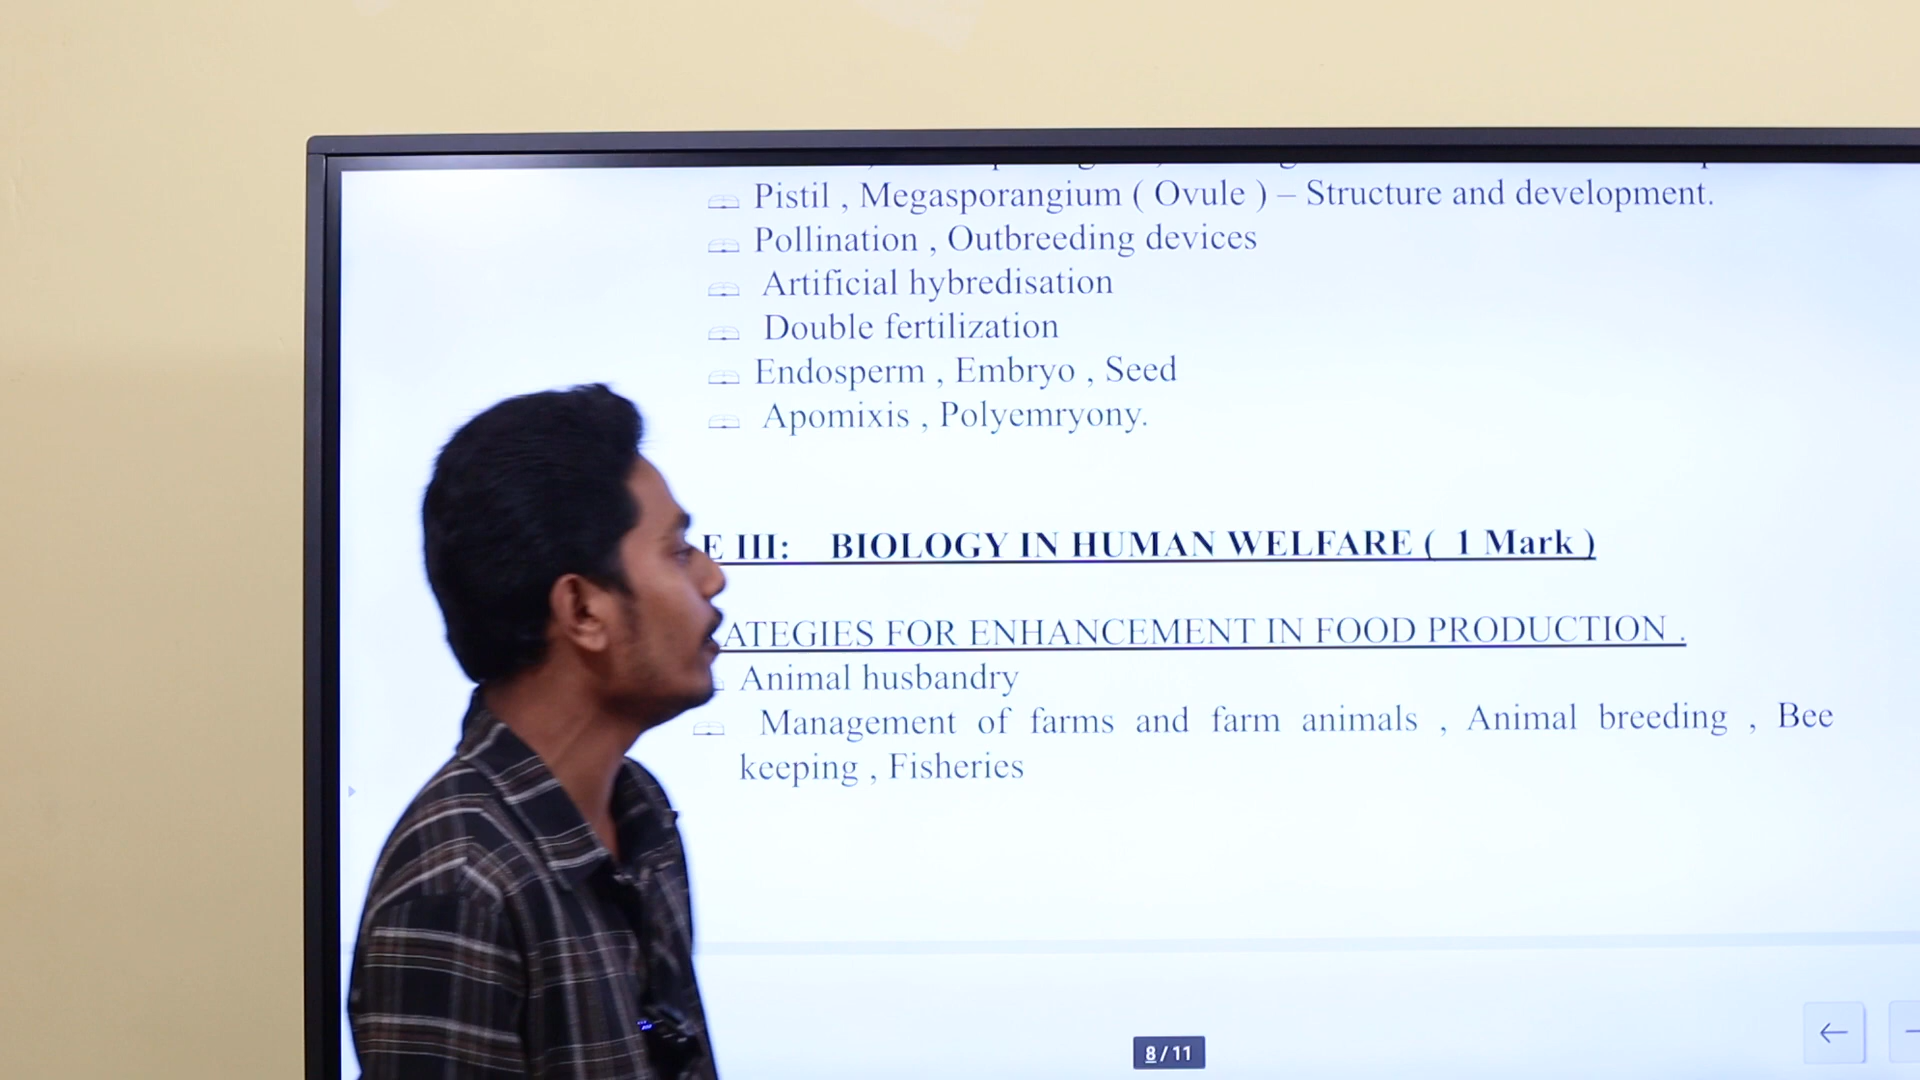 Pistil , Megasporangium ( Ovule ) – Structure and development.
Pollination , Outbreeding devices
Artificial hybredisation
Double fertilization
Endosperm , Embryo , Seed
Apomixis , Polyemryony.
E III: BIOLOGY IN HUMAN WELFARE ( 1 Mark )
ATEGIES FOR ENHANCEMENT IN FOOD PRODUCTION .
Animal husbandry
Management of farms and farm animals , Animal breeding , Bee
keeping , Fisheries
8 / 11